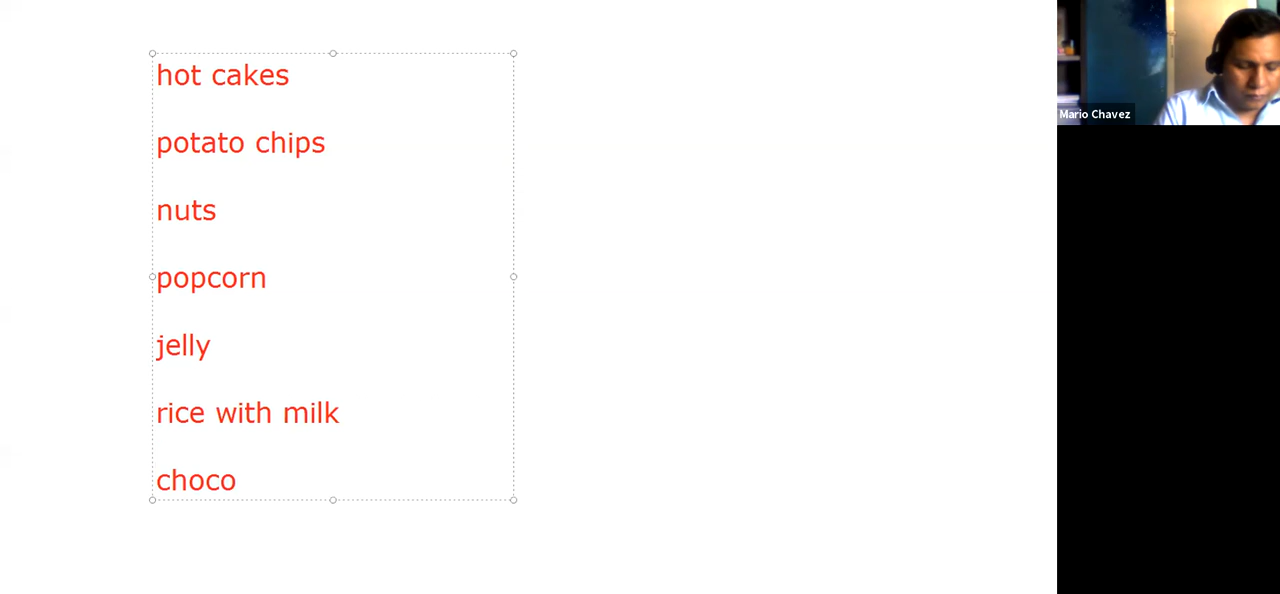 hot cakes
potato chips
nuts
popcorn
jelly
rice with milk
choco
Mario Chavez